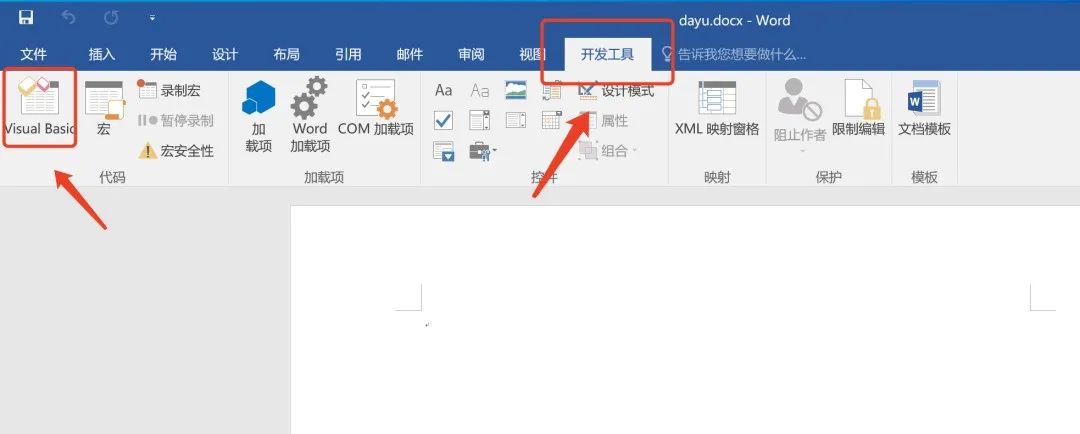 dayu.docx - Word
文件 插入 开始 设计 布局 引用 邮件 审阅 视图 开发工具 告诉我您想要做什么...
Visual Basic
宏
录制宏
暂停录制
宏安全性
代码
加
载项
Word
加载项
COM 加载项
加载项
Aa Aa
设计模式
属性
组合
控件
XML 映射窗格
映射
阻止作者
限制编辑
保护
文档模板
模板